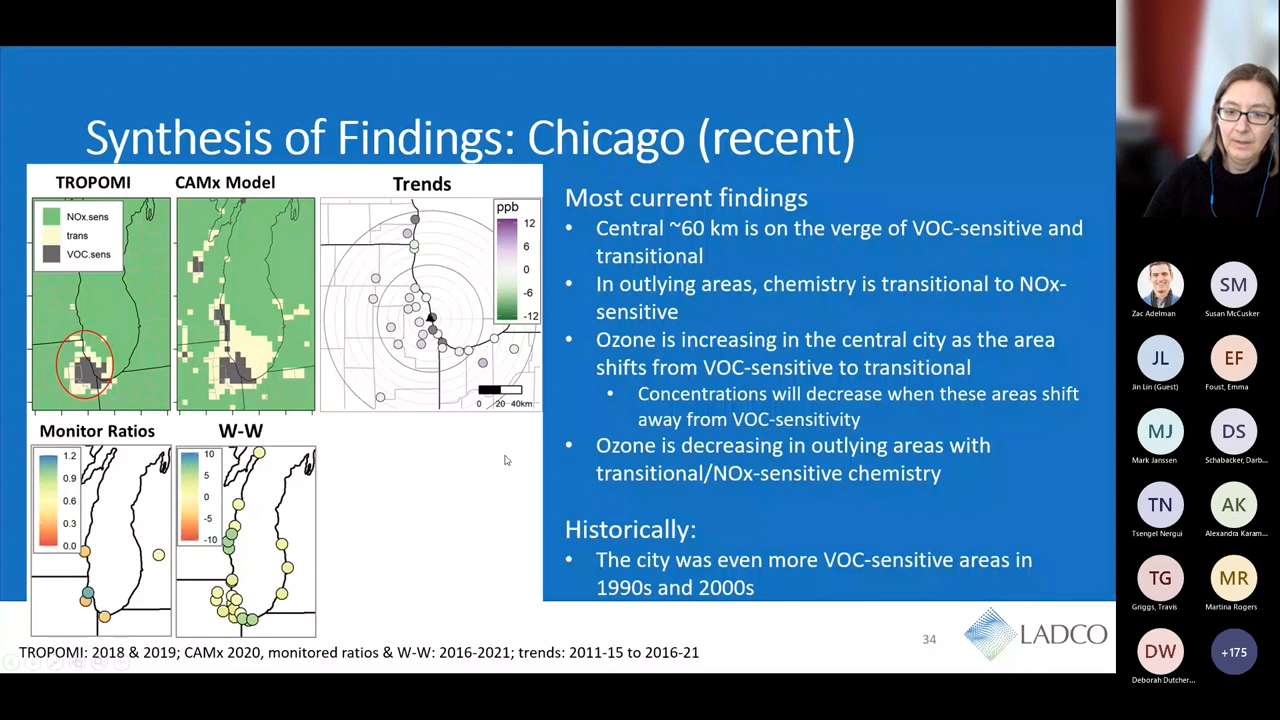 Synthesis of Findings: Chicago (recent)
TROPOMI
CAMx Model
Trends
NOx.sens
trans
VOC.sens
ppb
12
6
0
-6
-12
0 20 40km
Monitor Ratios
W-W
1.2
0.9
0.6
0.3
0.0
10
5
0
-5
-10
Most current findings
• Central ~60 km is on the verge of VOC-sensitive and
transitional
• In outlying areas, chemistry is transitional to NOx-
sensitive
• Ozone is increasing in the central city as the area
shifts from VOC-sensitive to transitional
• Concentrations will decrease when these areas shift
away from VOC-sensitivity
• Ozone is decreasing in outlying areas with
transitional/NOx-sensitive chemistry
Historically:
• The city was even more VOC-sensitive areas in
1990s and 2000s
34
LADCO
TROPOMI: 2018 & 2019; CAMx 2020, monitored ratios & W-W: 2016-2021; trends: 2011-15 to 2016-21
Zac Adelman
SM
Susan McCusker
JL
Jin Lin (Guest)
EF
Foust, Emma
MJ
Mark Janssen
DS
Schabacker, Darb...
TN
Tsengel Nergui
AK
Alexandra Karam...
TG
Griggs, Travis
MR
Martina Rogers
DW
Deborah Dutcher...
+175